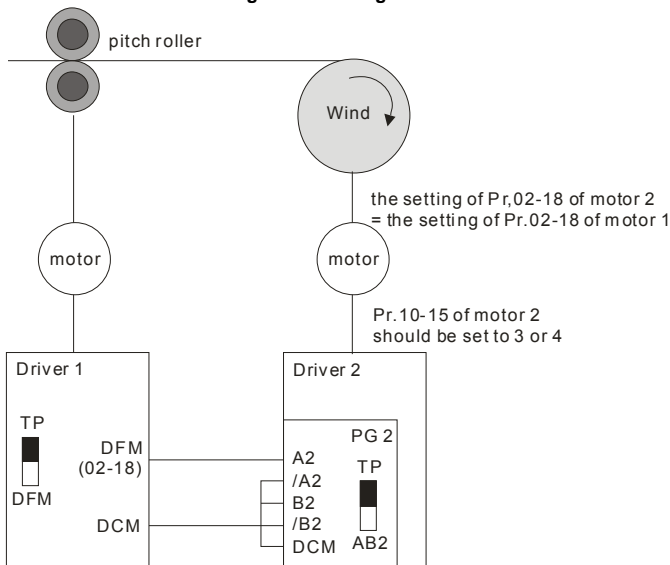 pitch roller
Wind
the setting of Pr,02-18 of motor 2
= the setting of Pr.02-18 of motor 1
motor
motor
Pr.10-15 of motor 2
should be set to 3 or 4
Driver 1
TP
DFM
DFM
(02-18)
DCM
Driver 2
PG 2
A2
/A2
B2
/B2
DCM
TP
AB2